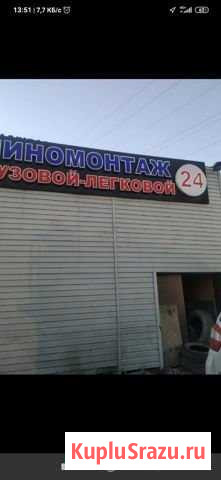 13:51 | 7,7 КБ/с
ИНОМОНТАЖ
УЗОВОЙ-ЛЕГКОВОЙ
24
KupluSrazu.ru